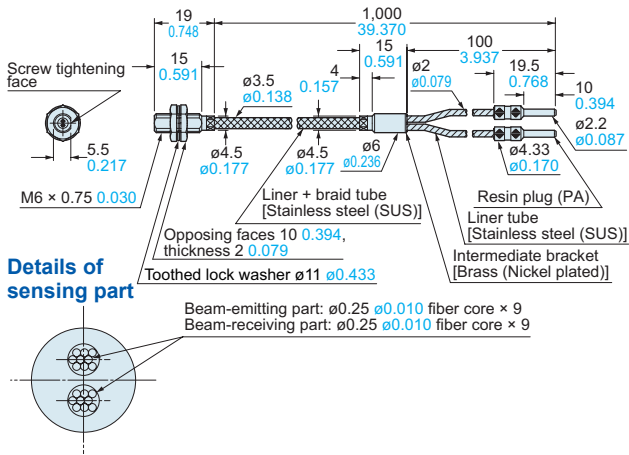 19
0.748
1,000
39.370
15
0.591
15
0.591
100
3.937
Screw tightening
face
ø3.5
ø0.138
4
0.157
ø2
ø0.079
19.5
0.768
10
0.394
ø2.2
ø0.087
5.5
0.217
ø4.5
ø0.177
ø4.5
ø0.177
ø6
ø0.236
ø4.33
ø0.170
M6 × 0.75 0.030
Liner + braid tube
[Stainless steel (SUS)]
Resin plug (PA)
Liner tube
[Stainless steel (SUS)]
Opposing faces 10 0.394,
thickness 2 0.079
Intermediate bracket
[Brass (Nickel plated)]
Toothed lock washer ø11 ø0.433
Details of
sensing part
Beam-emitting part: ø0.25 ø0.010 fiber core × 9
Beam-receiving part: ø0.25 ø0.010 fiber core × 9